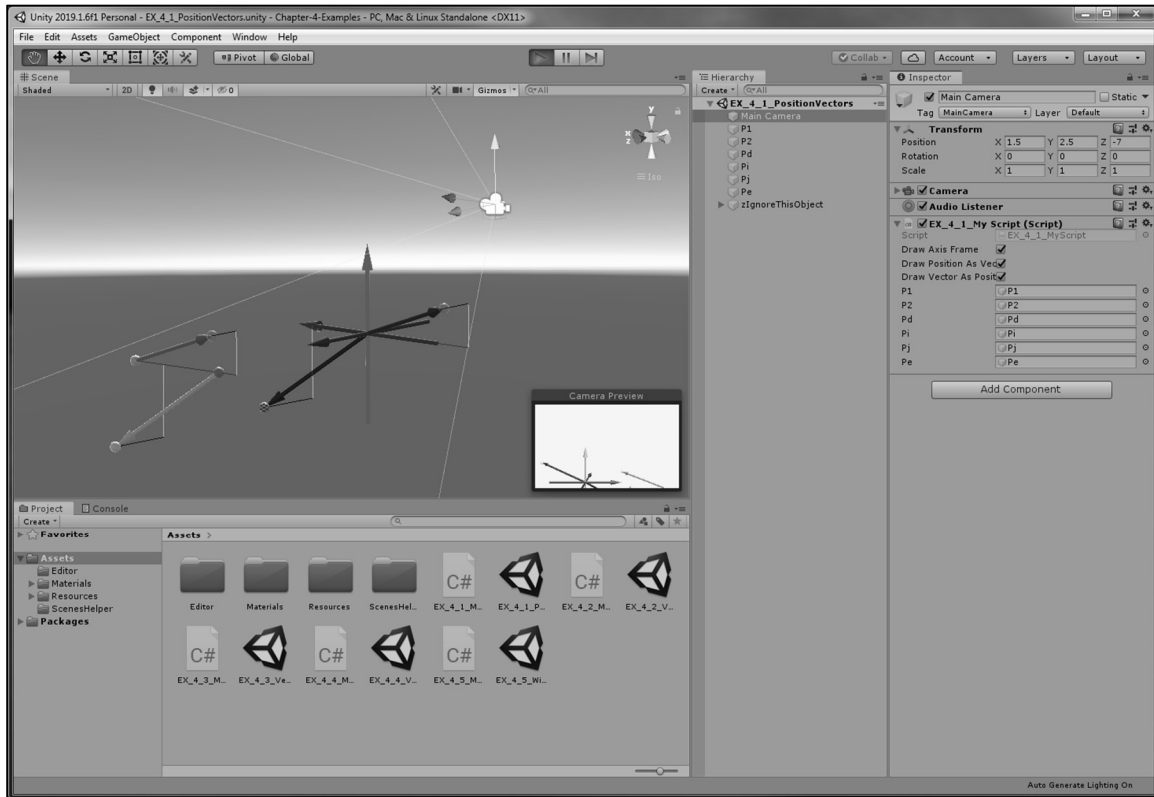 Unity 2019.1.6f1 Personal - EX_4_1_PositionVectors.unity - Chapter-4-Examples - PC, Mac & Linux Standalone <DX11>
File Edit Assets GameObject Component Window Help
Pivot Global Collab Account Layers Layout
Scene
Shaded 2D 0 Gizmos All
y
x
z
Iso
Camera Preview
Hierarchy
Create All
EX_4_1_PositionVectors
Main Camera
P1
P2
Pd
Pi
Pj
Pe
zIgnoreThisObject
Inspector
Main Camera Static
Tag MainCamera Layer Default
Transform
Position X 1.5 Y 2.5 Z -7
Rotation X 0 Y 0 Z 0
Scale X 1 Y 1 Z 1
Camera
Audio Listener
EX_4_1_My Script (Script)
Script EX_4_1_MyScript
Draw Axis Frame
Draw Position As Vec
Draw Vector As Posit
P1 P1
P2 P2
Pd Pd
Pi Pi
Pj Pj
Pe Pe
Add Component
Project Console
Create
Favorites
Assets
Editor
Materials
Resources
ScenesHelper
Packages
Assets >
C# C#
Editor Materials Resources ScenesHel... EX_4_1_M... EX_4_1_P... EX_4_2_M... EX_4_2_V...
C# C# C#
EX_4_3_M... EX_4_3_Ve... EX_4_4_M... EX_4_4_V... EX_4_5_M... EX_4_5_Wi...
Auto Generate Lighting On